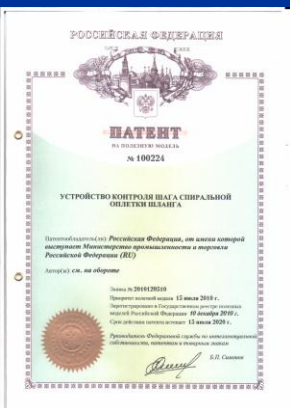 РОССИЙСКАЯ ФЕДЕРАЦИЯ
ПАТЕНТ
НА ПОЛЕЗНУЮ МОДЕЛЬ
№ 100224
УСТРОЙСТВО КОНТРОЛЯ ШАГА СПИРАЛЬНОЙ
ОПЛЕТКИ ШЛАНГА
Патентообладатель(ли): Российская Федерация, от имени которой
выступает Министерство промышленности и торговли
Российской Федерации (RU)
Автор(ы): см. на обороте
Заявка № 2010129310
Приоритет полезной модели 15 июля 2010 г.
Зарегистрировано в Государственном реестре полезных
моделей Российской Федерации 10 декабря 2010 г.
Срок действия патента истекает 15 июля 2020 г.
Руководитель Федеральной службы по интеллектуальной
собственности, патентам и товарным знакам
Б.П. Симонов